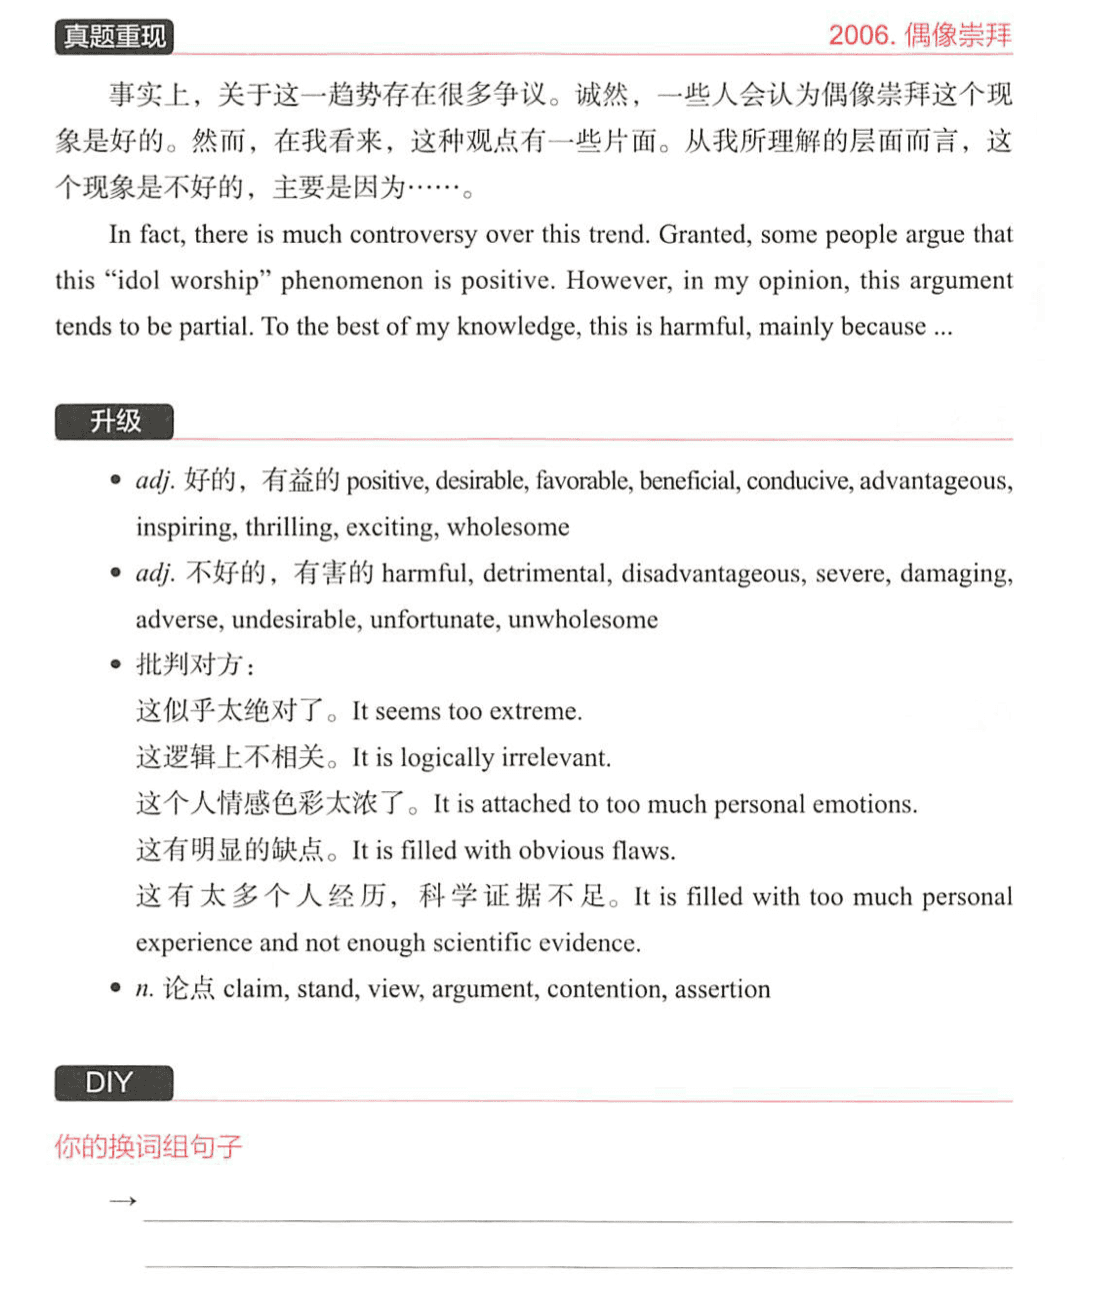 真题重现
2006. 偶像崇拜
事实上，关于这一趋势存在很多争议。诚然，一些人会认为偶像崇拜这个现
象是好的。然而，在我看来，这种观点有一些片面。从我所理解的层面而言，这
个现象是不好的，主要是因为……。
In fact, there is much controversy over this trend. Granted, some people argue that
this “idol worship” phenomenon is positive. However, in my opinion, this argument
tends to be partial. To the best of my knowledge, this is harmful, mainly because ...
升级
• adj. 好的，有益的 positive, desirable, favorable, beneficial, conducive, advantageous,
inspiring, thrilling, exciting, wholesome
• adj. 不好的，有害的 harmful, detrimental, disadvantageous, severe, damaging,
adverse, undesirable, unfortunate, unwholesome
• 批判对方：
这似乎太绝对了。It seems too extreme.
这逻辑上不相关。It is logically irrelevant.
这个人情感色彩太浓了。It is attached to too much personal emotions.
这有明显的缺点。It is filled with obvious flaws.
这有太多个人经历，科学证据不足。It is filled with too much personal
experience and not enough scientific evidence.
• n. 论点 claim, stand, view, argument, contention, assertion
DIY
你的换词组句子
→